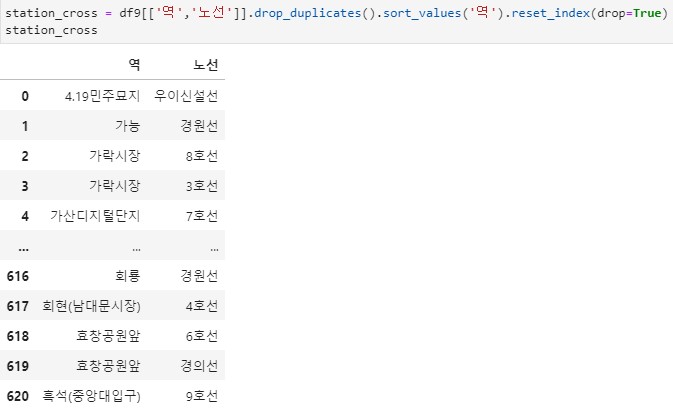 station_cross = df9[['역','노선']].drop_duplicates().sort_values('역').reset_index(drop=True)
station_cross
역 노선
0 4.19민주묘지 우이신설선
1 가능 경원선
2 가락시장 8호선
3 가락시장 3호선
4 가산디지털단지 7호선
... ... ...
616 회룡 경원선
617 회현(남대문시장) 4호선
618 효창공원앞 6호선
619 효창공원앞 경의선
620 흑석(중앙대입구) 9호선